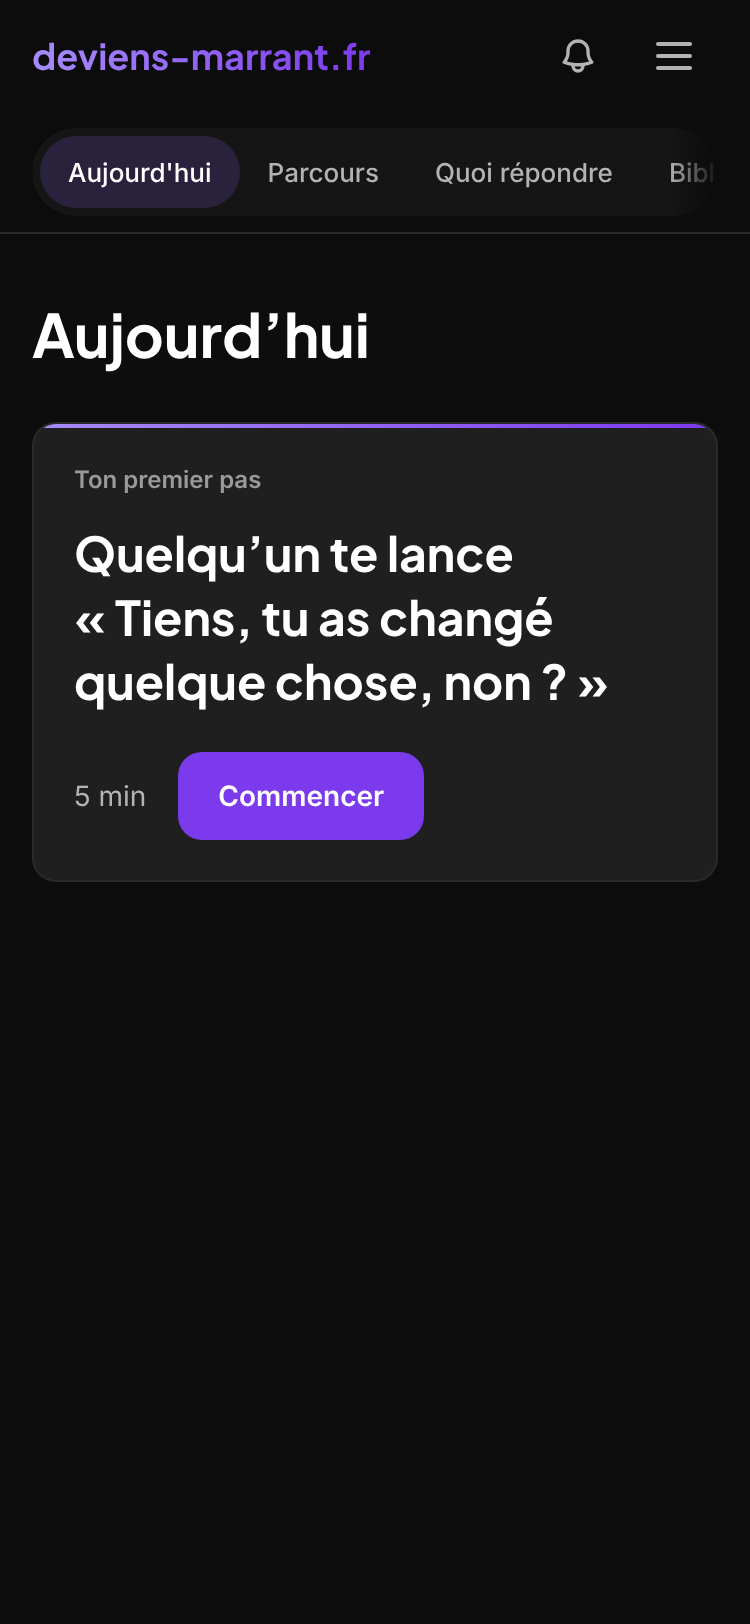 deviens-marrant.fr
Aujourd'hui
Parcours
Quoi répondre
Aujourd’hui
Ton premier pas
Quelqu’un te lance
« Tiens, tu as changé
quelque chose, non ? »
5 min
Commencer